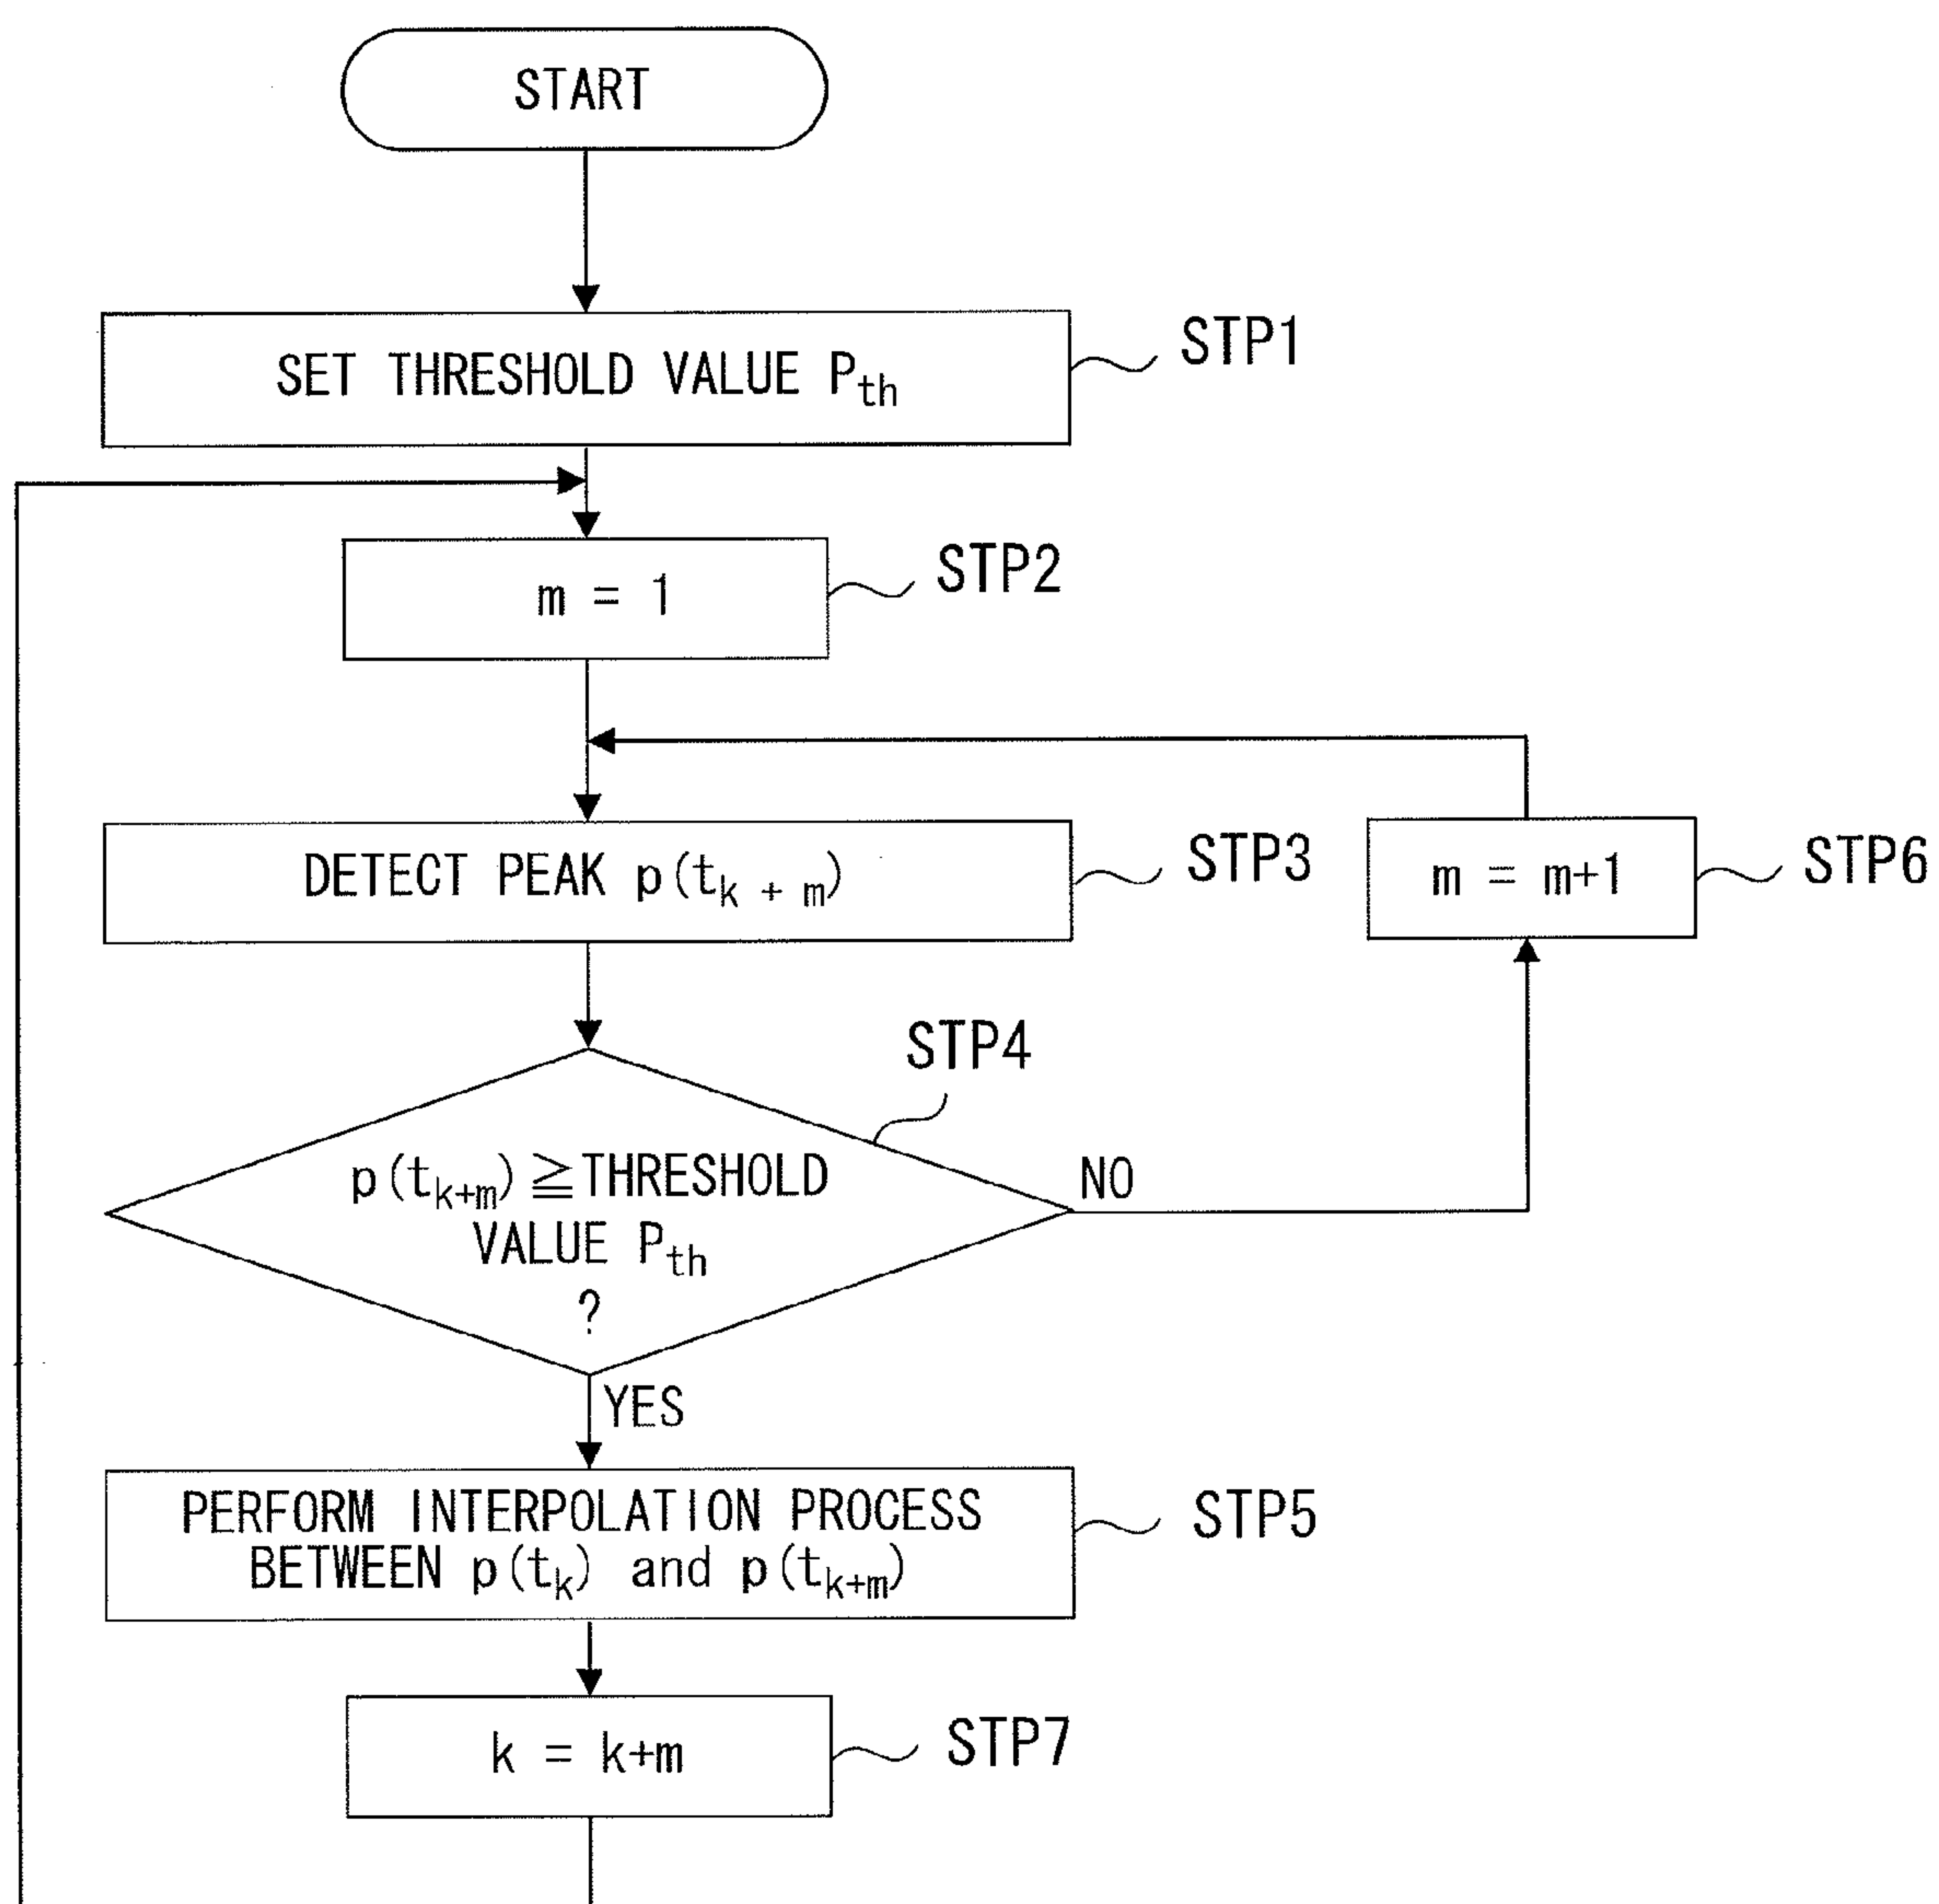 START
SET THRESHOLD VALUE Pth
STP1
m = 1
STP2
DETECT PEAK p(tk + m)
STP3
m = m+1
STP6
STP4
p(tk+m) ≧THRESHOLD
VALUE Pth
?
NO
YES
PERFORM INTERPOLATION PROCESS
BETWEEN p(tk) and p(tk+m)
STP5
k = k+m
STP7